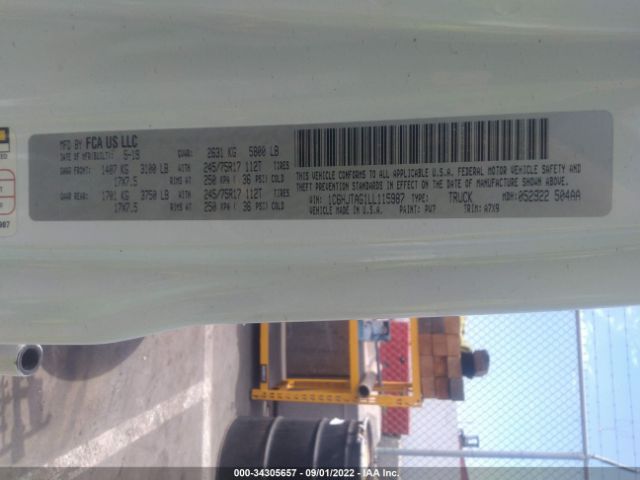 MFD BY FCA US LLC
DATE OF MFR(BUILT): 5-15 GVWR: 2631 KG 5800 LB
GAWR FRONT: 1407 KG 3100 LB WITH 245/75R17 112T TIRES
17X7.5 RIMS AT 250 KPA ( 36 PSI) COLD
GAWR REAR: 1701 KG 3750 LB WITH 245/75R17 112T TIRES
17X7.5 RIMS AT 250 KPA ( 36 PSI) COLD
THIS VEHICLE CONFORMS TO ALL APPLICABLE U.S.A. FEDERAL MOTOR VEHICLE SAFETY,
BUMPER AND THEFT PREVENTION STANDARDS IN EFFECT ON THE DATE OF MANUFACTURE SHOWN ABOVE.
VIN: 1C6HJTAG1LL115987 TYPE: TRUCK MDH: 052922 504AA
VEHICLE MADE IN U.S.A. PAINT: PW7 TRIM: A7X9
000-34305657 - 09/01/2022 - IAA Inc.